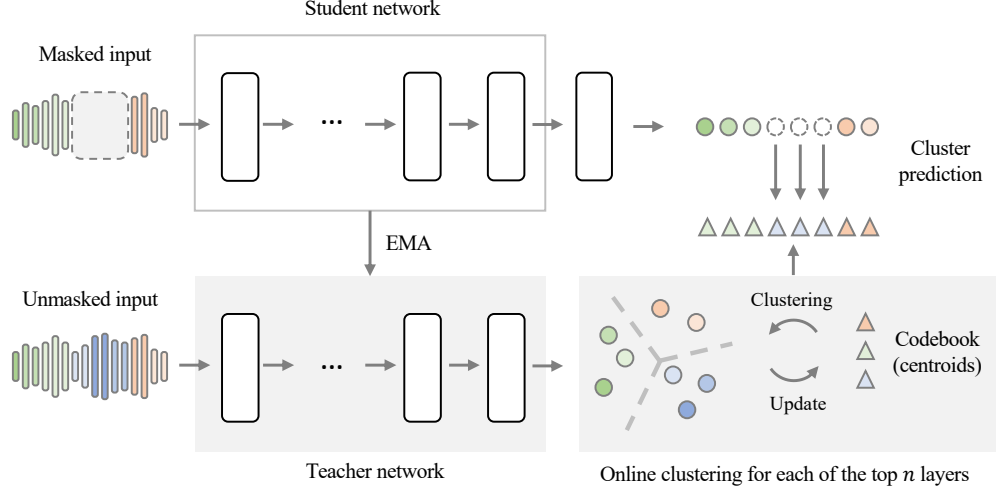 Student network
Masked input
...
Cluster
prediction
EMA
Unmasked input
Clustering
Codebook
(centroids)
...
Update
Teacher network
Online clustering for each of the top n layers